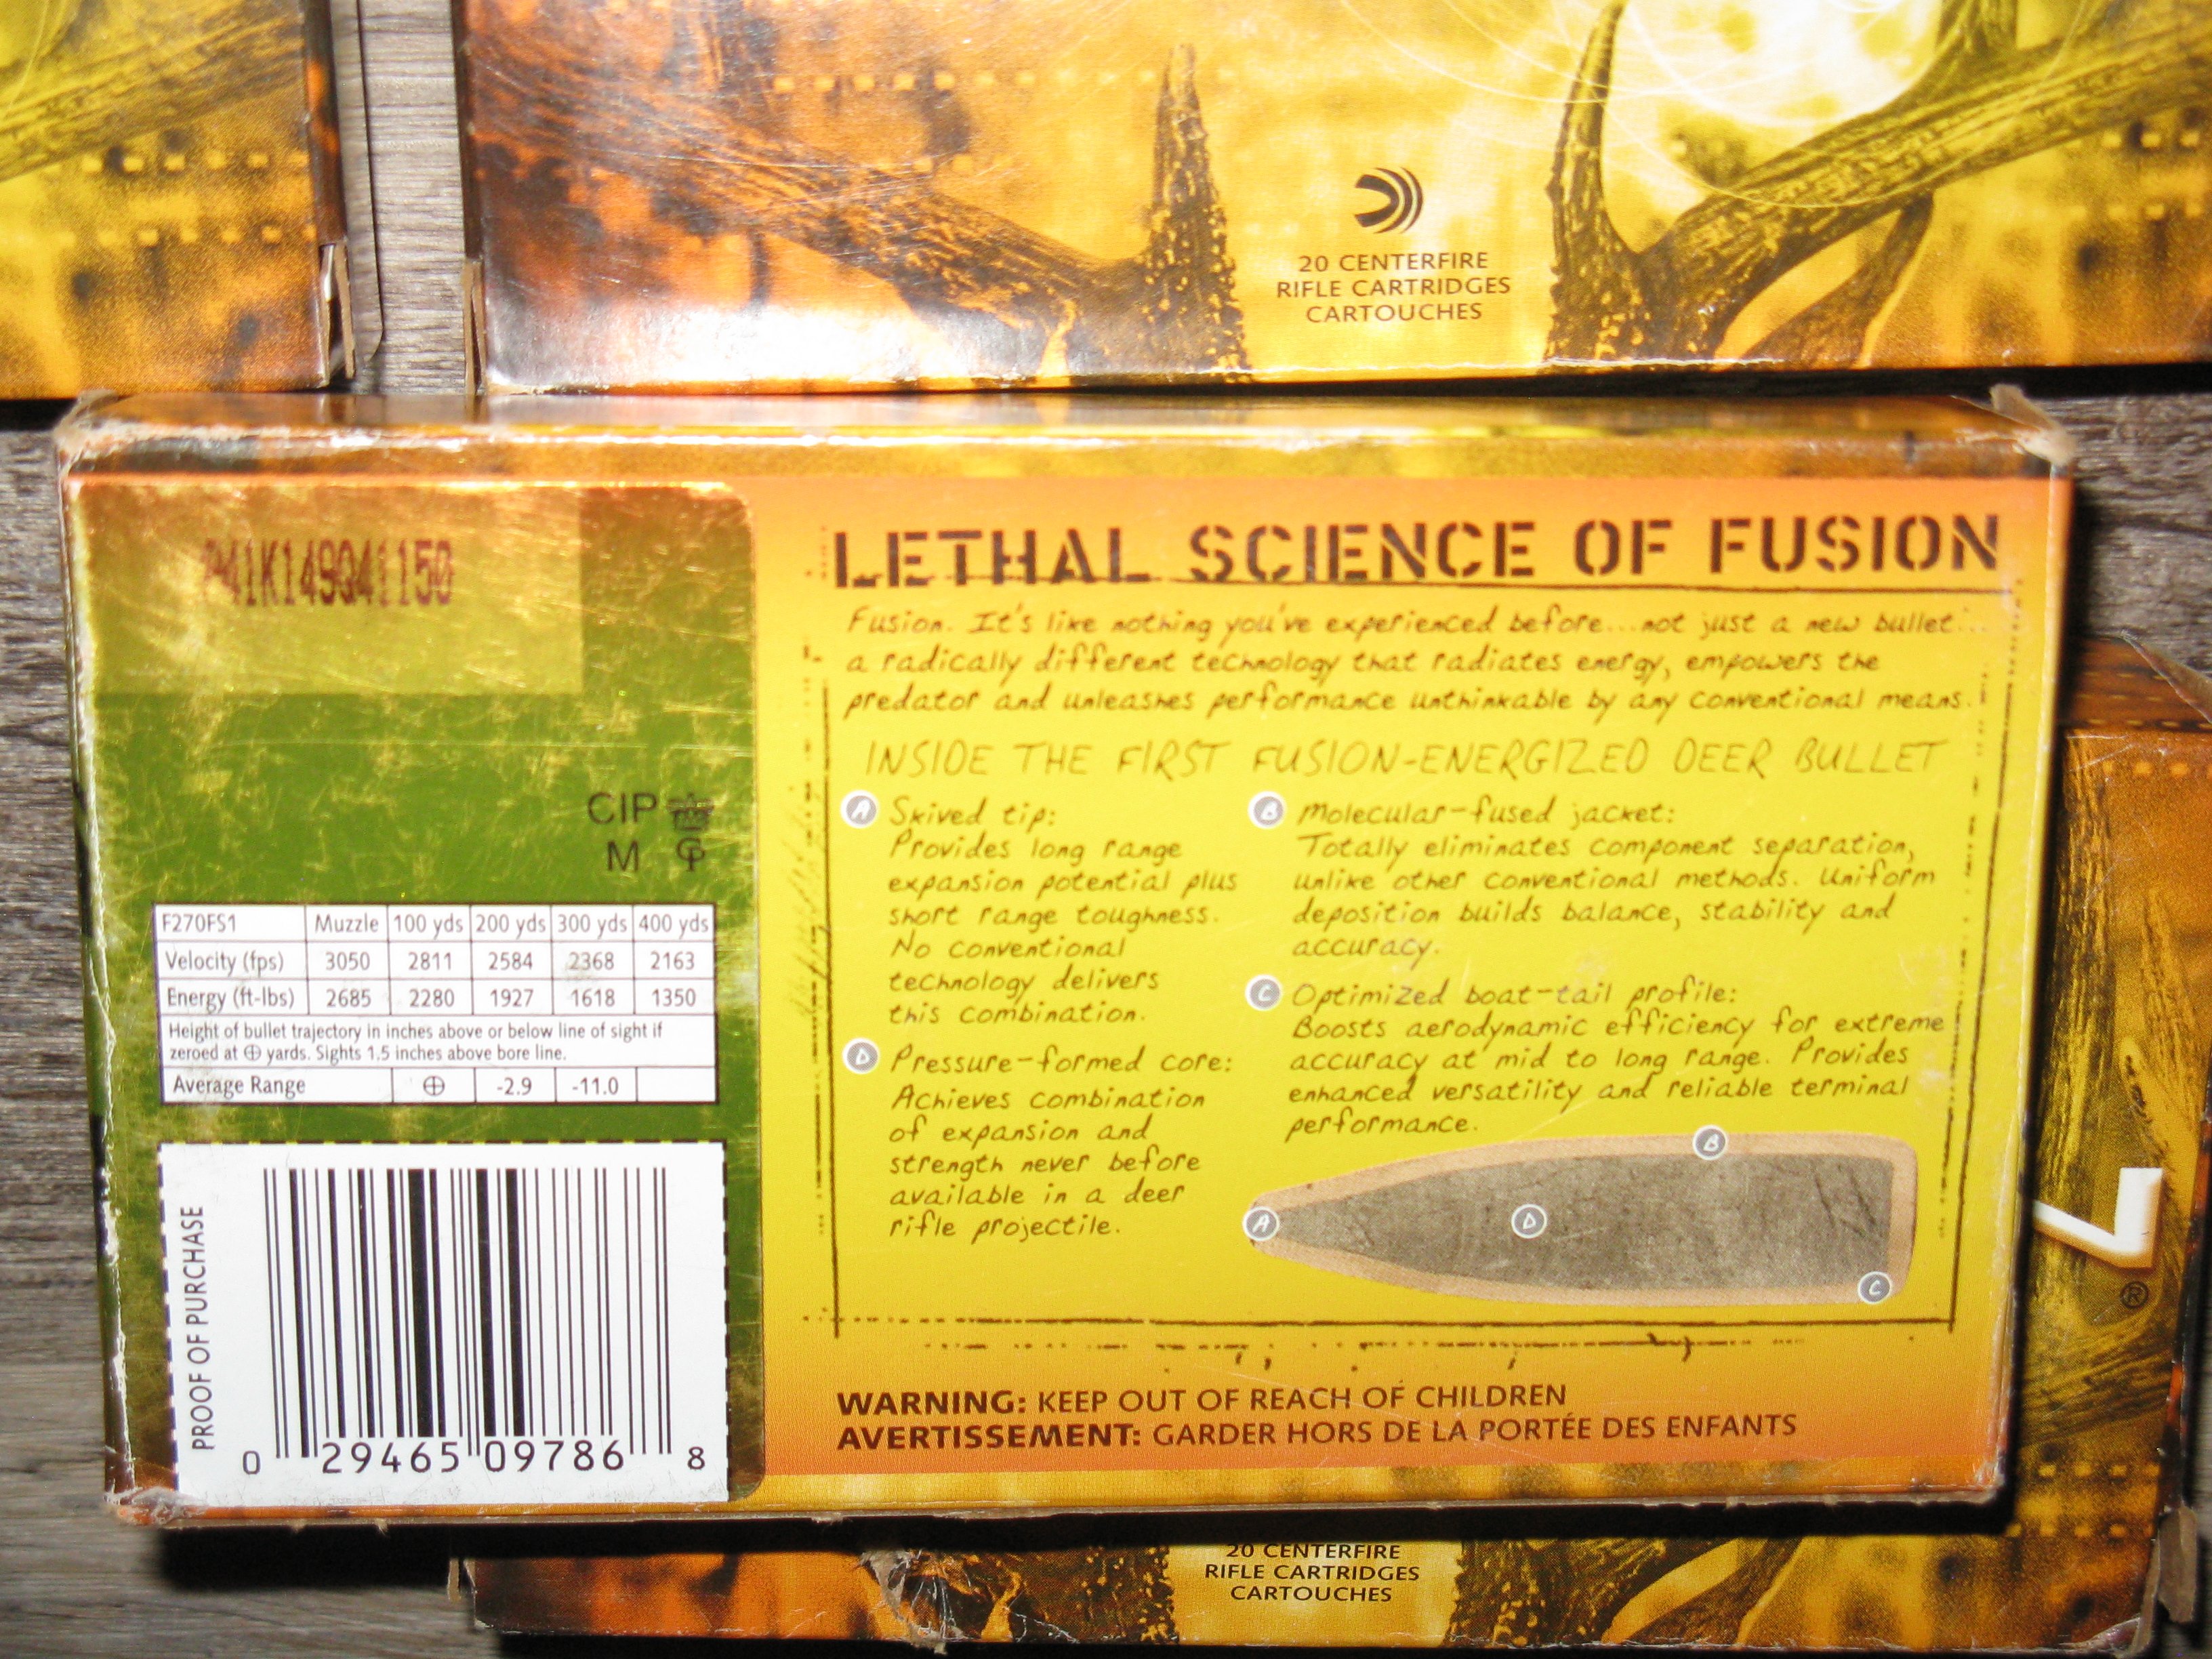 20 CENTERFIRE
RIFLE CARTRIDGES
CARTOUCHES
41K149Q41150
CIP
M
F270FS1 Muzzle 100 yds 200 yds 300 yds 400 yds
Velocity (fps) 3050 2811 2584 2368 2163
Energy (ft-lbs) 2685 2280 1927 1618 1350
Height of bullet trajectory in inches above or below line of sight if
zeroed at ⊕ yards. Sights 1.5 inches above bore line.
Average Range ⊕ -2.9 -11.0
PROOF OF PURCHASE
0 29465 09786 8
LETHAL SCIENCE OF FUSION
Fusion. It's like nothing you've experienced before...not just a new bullet...
a radically different technology that radiates energy, empowers the
predator and unleashes performance unthinkable by any conventional means.
INSIDE THE FIRST FUSION-ENERGIZED DEER BULLET
A Skived tip:
Provides long range
expansion potential plus
short range toughness.
No conventional
technology delivers
this combination.
D Pressure-formed core:
Achieves combination
of expansion and
strength never before
available in a deer
rifle projectile.
B Molecular-fused jacket:
Totally eliminates component separation,
unlike other conventional methods. Uniform
deposition builds balance, stability and
accuracy.
C Optimized boat-tail profile:
Boosts aerodynamic efficiency for extreme
accuracy at mid to long range. Provides
enhanced versatility and reliable terminal
performance.
B
A
D
C
WARNING: KEEP OUT OF REACH OF CHILDREN
AVERTISSEMENT: GARDER HORS DE LA PORTÉE DES ENFANTS
®
20 CENTERFIRE
RIFLE CARTRIDGES
CARTOUCHES